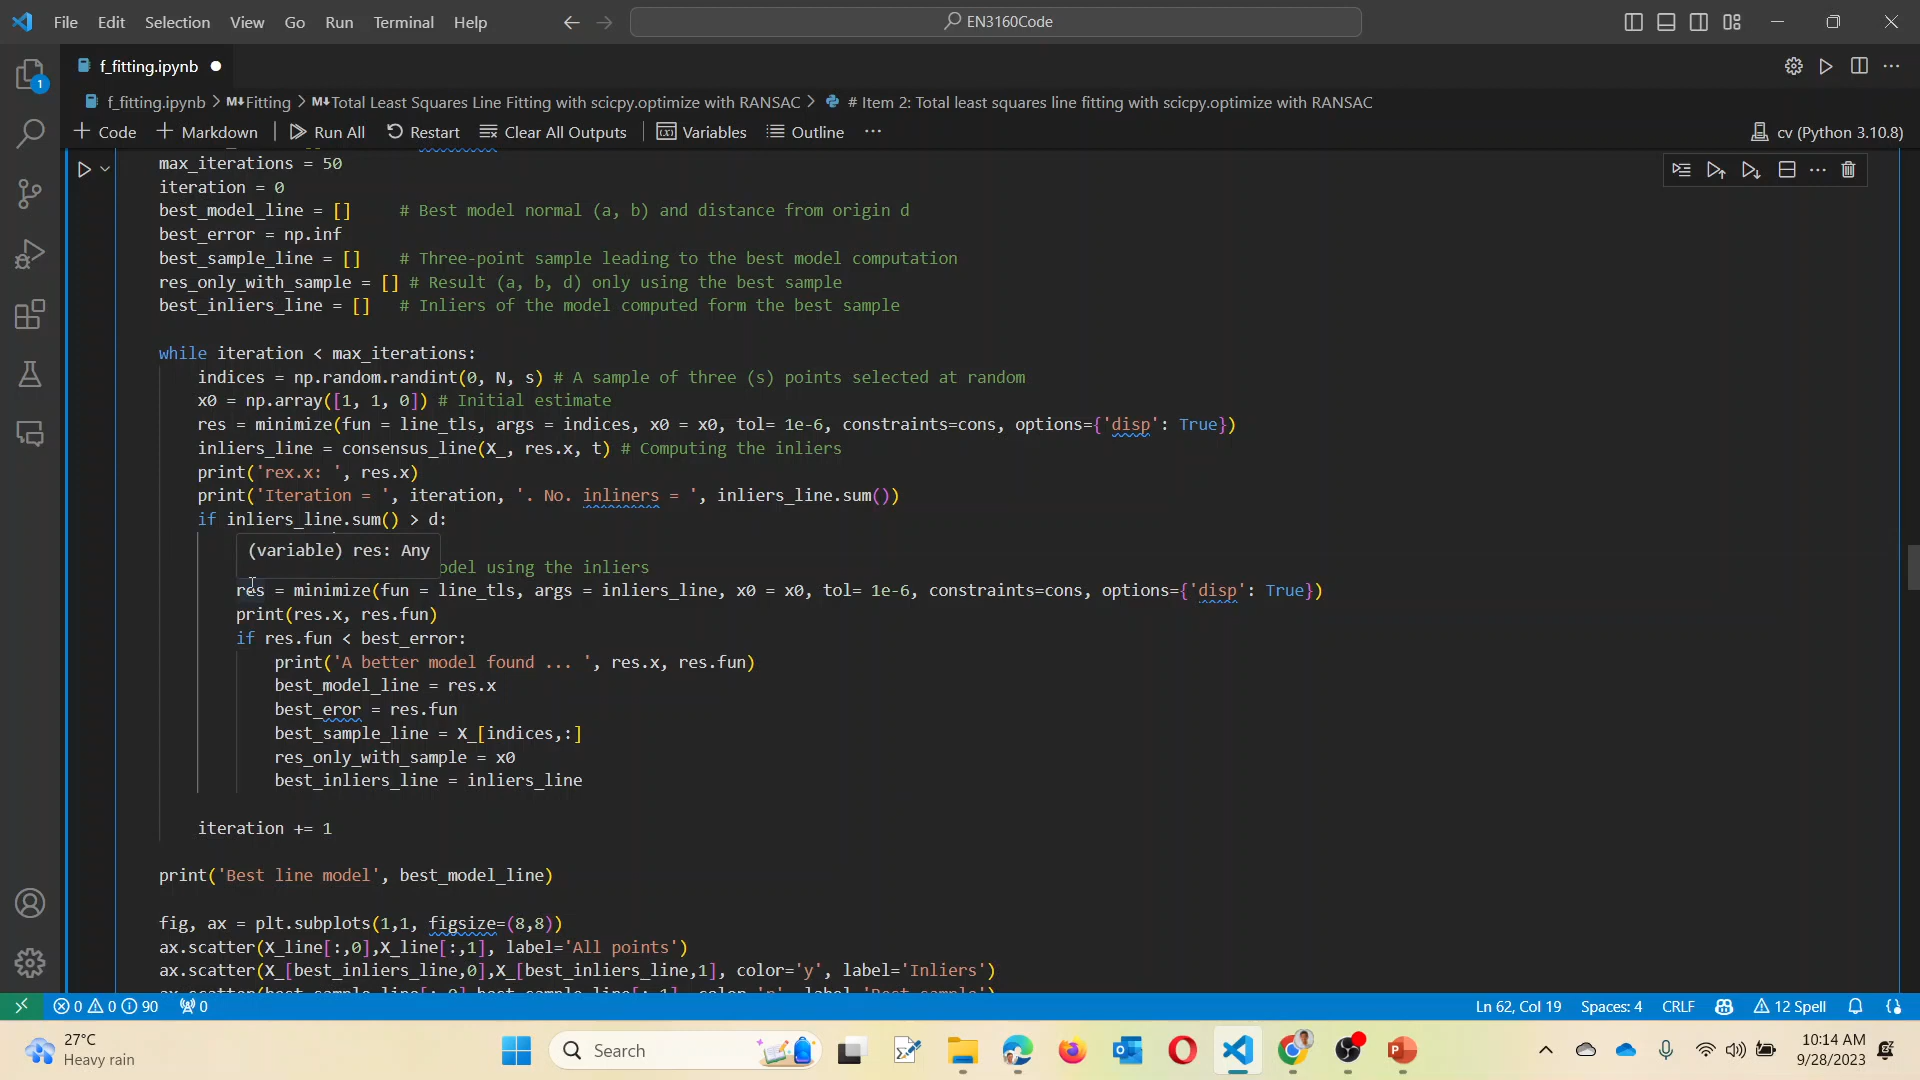 File Edit Selection View Go Run Terminal Help
EN3160Code
f_fitting.ipynb
f_fitting.ipynb > M↓Fitting > M↓Total Least Squares Line Fitting with scicpy.optimize with RANSAC > # Item 2: Total least squares line fitting with scicpy.optimize with RANSAC
+ Code + Markdown | Run All Restart Clear All Outputs | Variables Outline ...
cv (Python 3.10.8)
max_iterations = 50
iteration = 0
best_model_line = [] # Best model normal (a, b) and distance from origin d
best_error = np.inf
best_sample_line = [] # Three-point sample leading to the best model computation
res_only_with_sample = [] # Result (a, b, d) only using the best sample
best_inliers_line = [] # Inliers of the model computed form the best sample
while iteration < max_iterations:
indices = np.random.randint(0, N, s) # A sample of three (s) points selected at random
x0 = np.array([1, 1, 0]) # Initial estimate
res = minimize(fun = line_tls, args = indices, x0 = x0, tol= 1e-6, constraints=cons, options={'disp': True})
inliers_line = consensus_line(X_, res.x, t) # Computing the inliers
print('rex.x: ', res.x)
print('Iteration = ', iteration, '. No. inliners = ', inliers_line.sum())
if inliers_line.sum() > d:
(variable) res: Any
odel using the inliers
res = minimize(fun = line_tls, args = inliers_line, x0 = x0, tol= 1e-6, constraints=cons, options={'disp': True})
print(res.x, res.fun)
if res.fun < best_error:
print('A better model found ... ', res.x, res.fun)
best_model_line = res.x
best_eror = res.fun
best_sample_line = X_[indices,:]
res_only_with_sample = x0
best_inliers_line = inliers_line
iteration += 1
print('Best line model', best_model_line)
fig, ax = plt.subplots(1,1, figsize=(8,8))
ax.scatter(X_line[:,0],X_line[:,1], label='All points')
ax.scatter(X_[best_inliers_line,0],X_[best_inliers_line,1], color='y', label='Inliers')
1
0 0 90 0
Ln 62, Col 19 Spaces: 4 CRLF 12 Spell
27°C
Heavy rain
Search
10:14 AM
9/28/2023